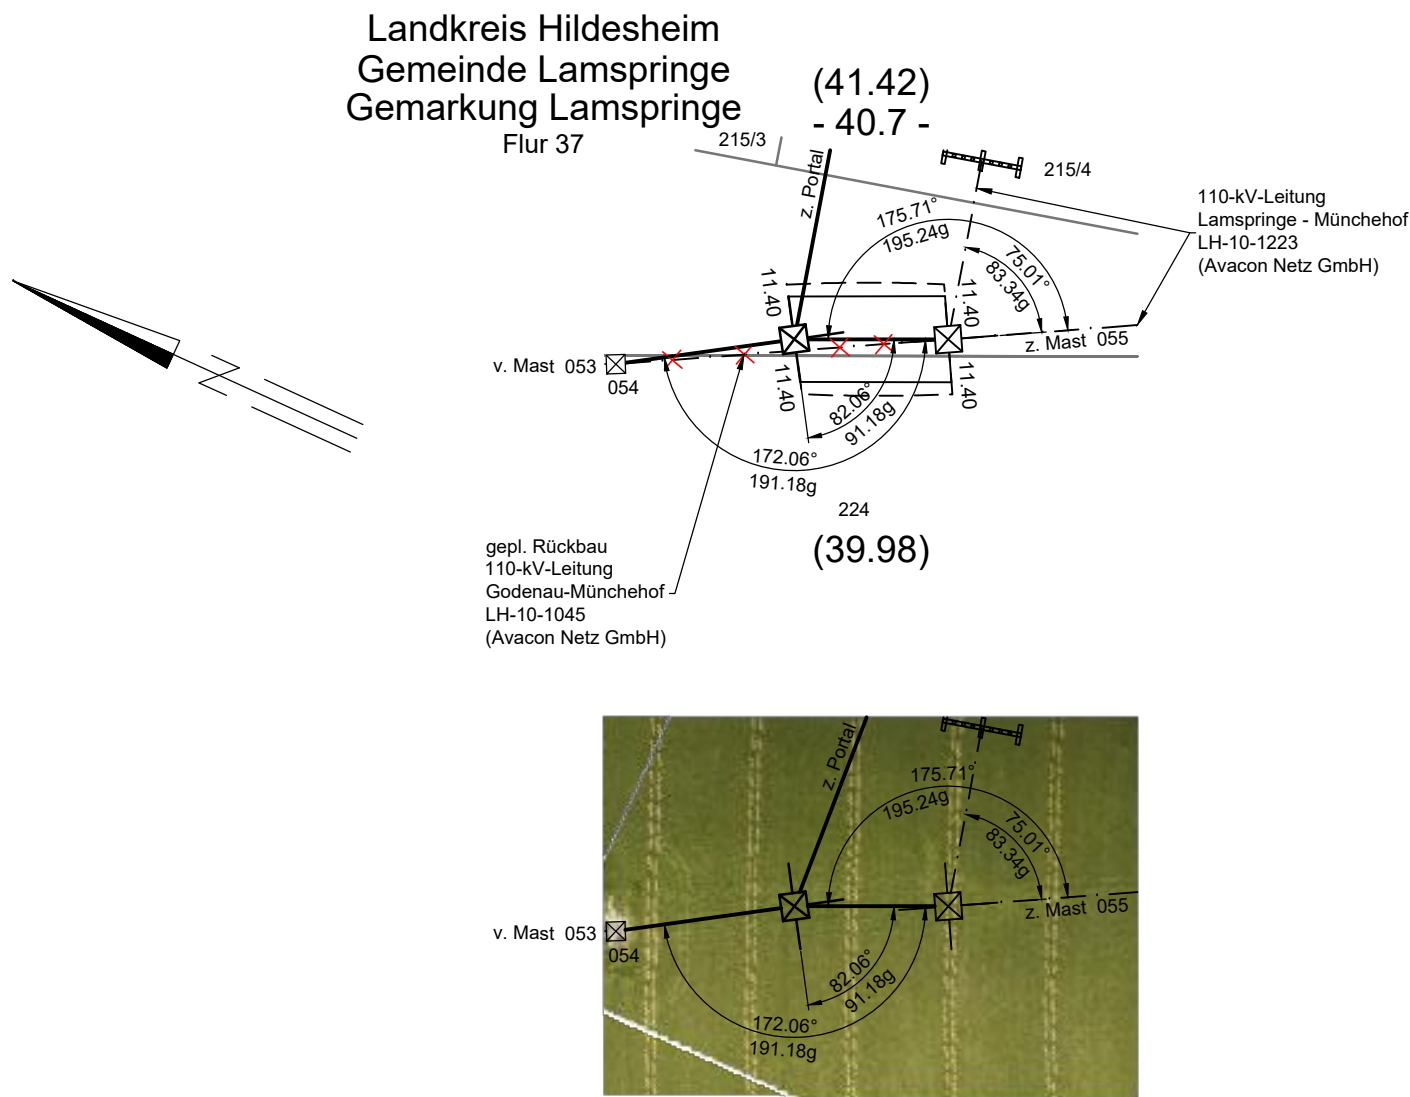 Landkreis Hildesheim
Gemeinde Lamspringe
Gemarkung Lamspringe
Flur 37
(41.42)
- 40.7 -
215/3
215/4
z. Portal
110-kV-Leitung
Lamspringe - Münchehof
LH-10-1223
(Avacon Netz GmbH)
175.71°
195.24g
75.01°
83.34g
11.40
11.40
z. Mast 055
v. Mast 053
054
11.40
11.40
82.06°
91.18g
172.06°
191.18g
224
(39.98)
gepl. Rückbau
110-kV-Leitung
Godenau-Münchehof
LH-10-1045
(Avacon Netz GmbH)
z. Portal
175.71°
195.24g
75.01°
83.34g
z. Mast 055
v. Mast 053
054
82.06°
91.18g
172.06°
191.18g